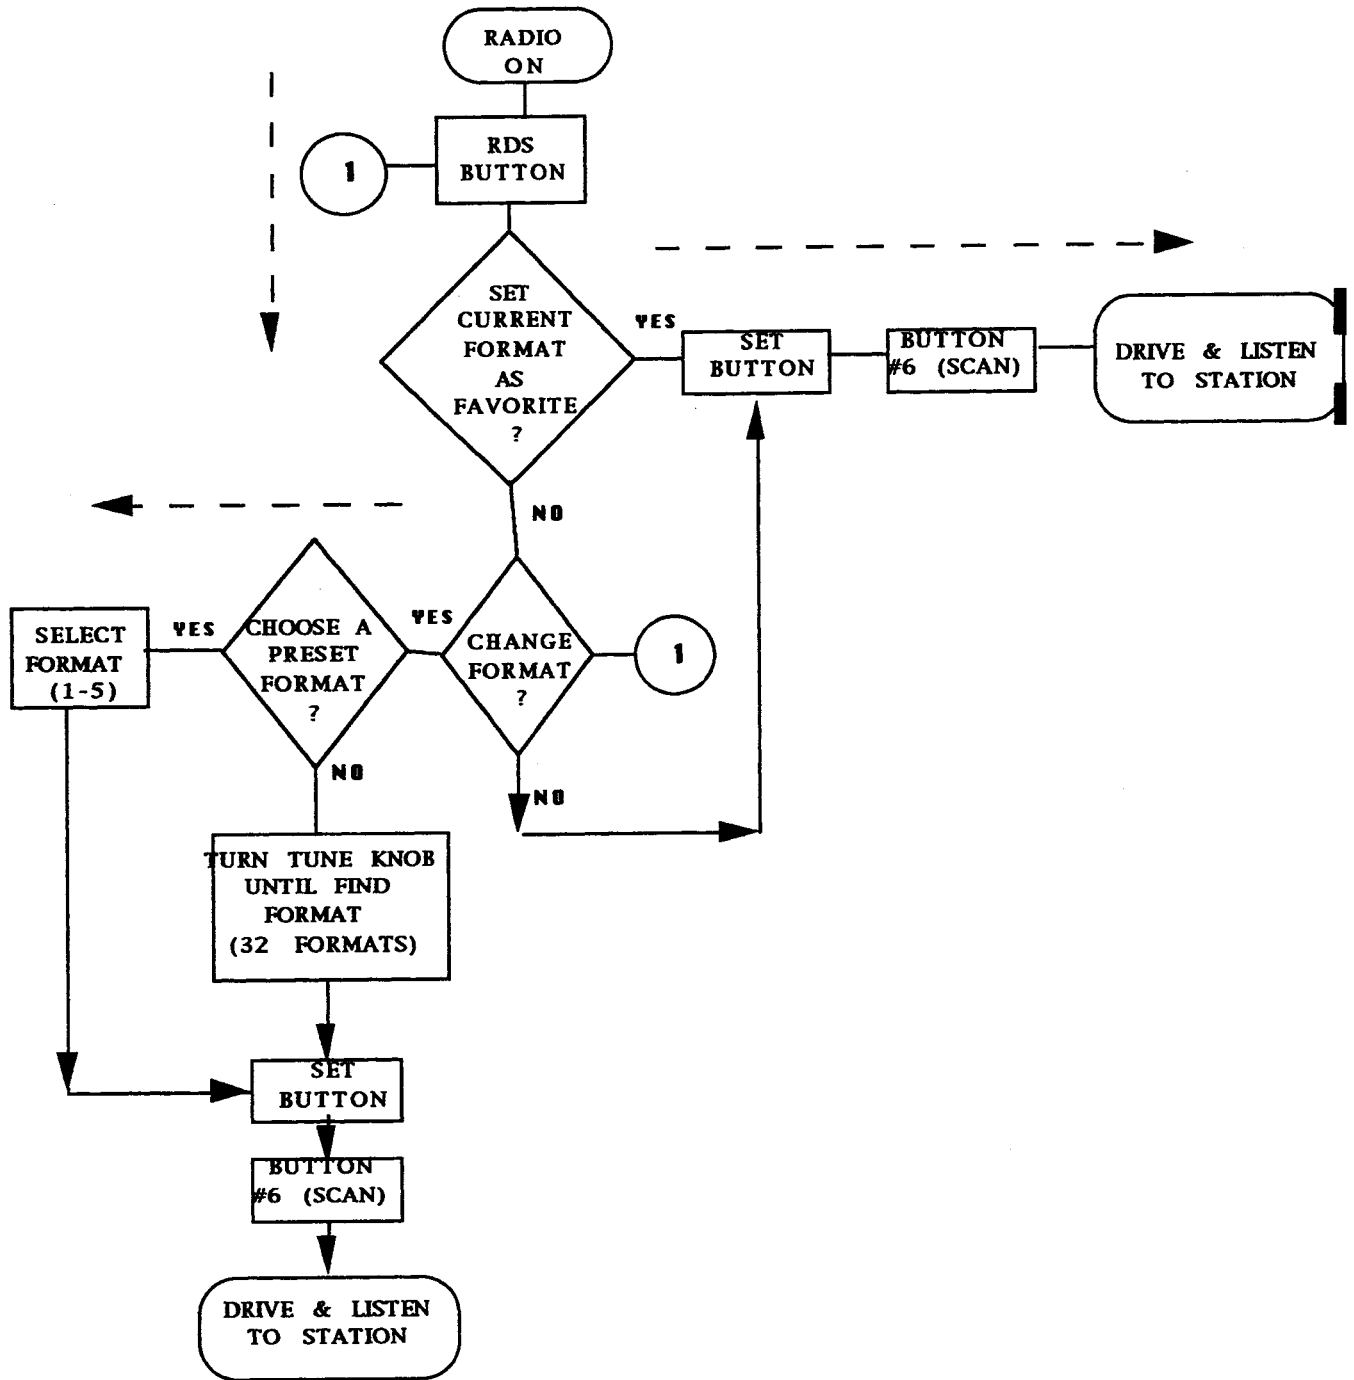 RADIO
ON
RDS
BUTTON
1
SET
CURRENT
FORMAT
AS
FAVORITE
?
YES
SET
BUTTON
BUTTON
#6 (SCAN)
DRIVE & LISTEN
TO STATION
NO
CHANGE
FORMAT
?
1
YES
CHOOSE A
PRESET
FORMAT
?
YES
SELECT
FORMAT
(1-5)
NO
NO
TURN TUNE KNOB
UNTIL FIND
FORMAT
(32 FORMATS)
SET
BUTTON
BUTTON
#6 (SCAN)
DRIVE & LISTEN
TO STATION